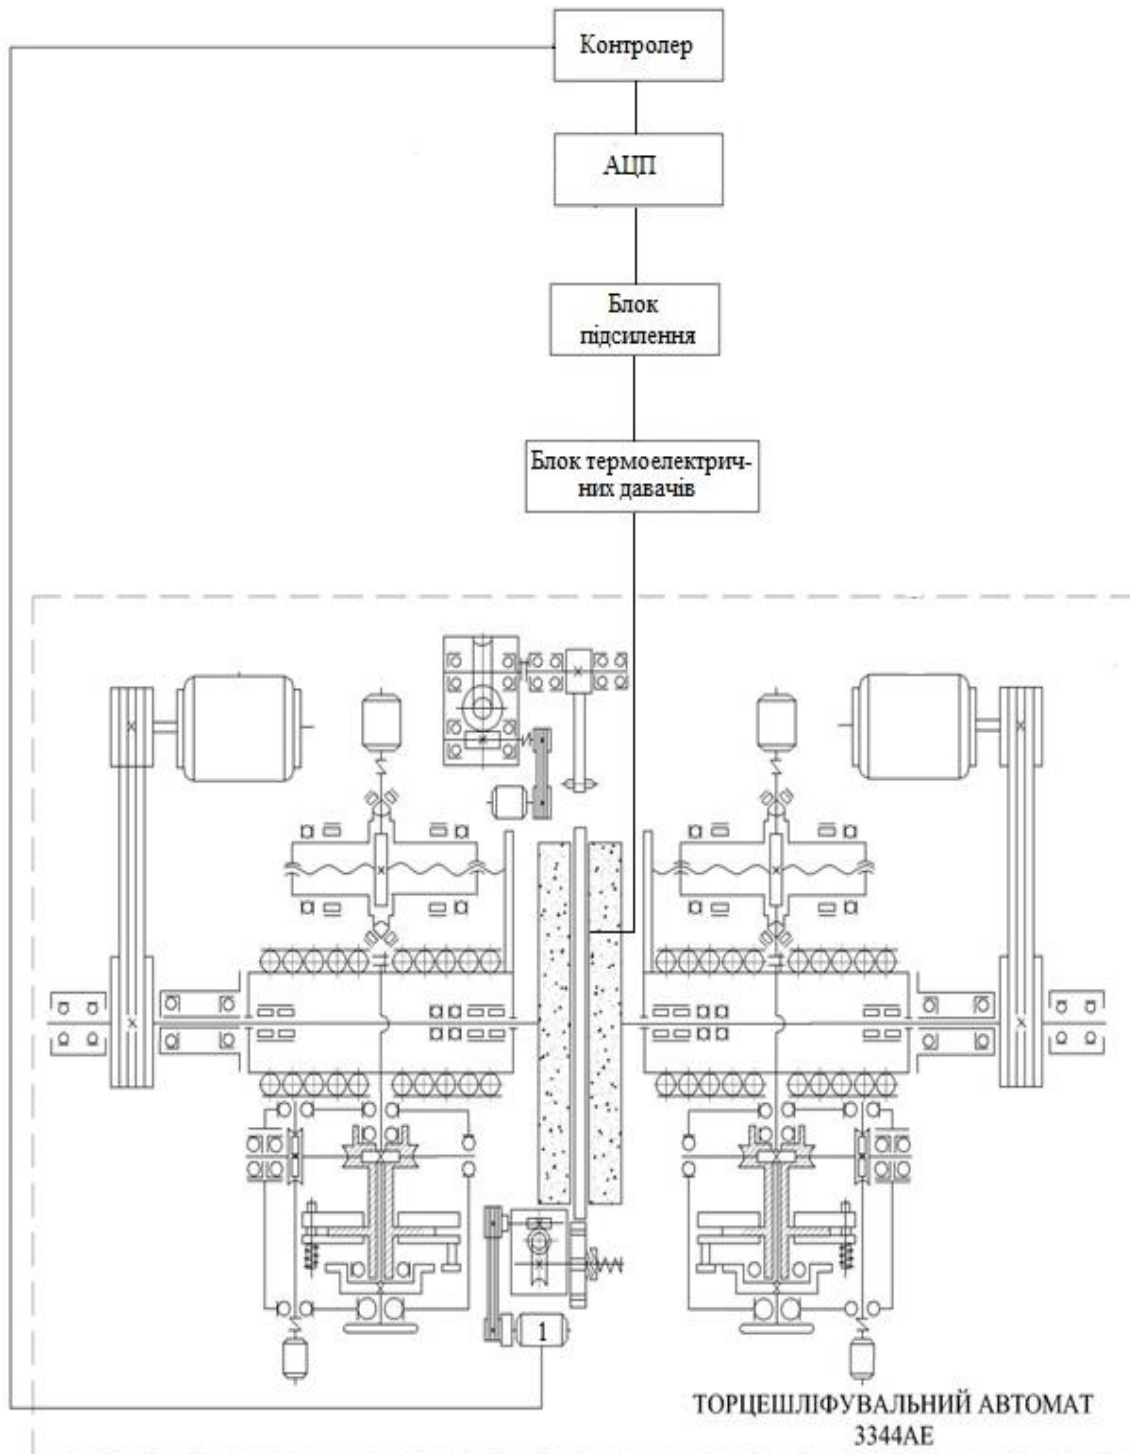 Контролер
АЦП
Блок
підсилення
Блок термоелектрич-
них давачів
1
ТОРЦЕШЛІФУВАЛЬНИЙ АВТОМАТ
3344АЕ